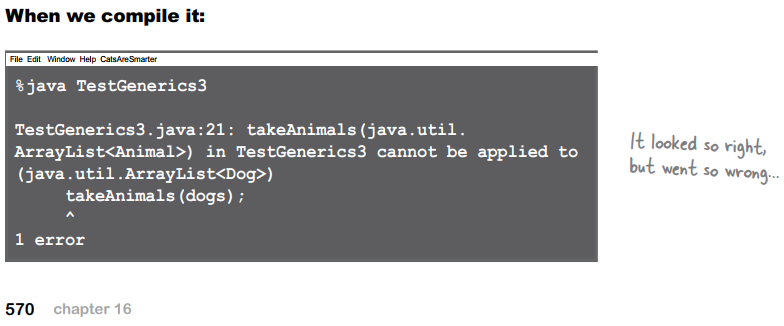 When we compile it:
File Edit Window Help CatsAreSmarter
%java TestGenerics3
TestGenerics3.java:21: takeAnimals(java.util.
ArrayList<Animal>) in TestGenerics3 cannot be applied to
(java.util.ArrayList<Dog>)
takeAnimals(dogs);
^
1 error
It looked so right,
but went so wrong...
570 chapter 16